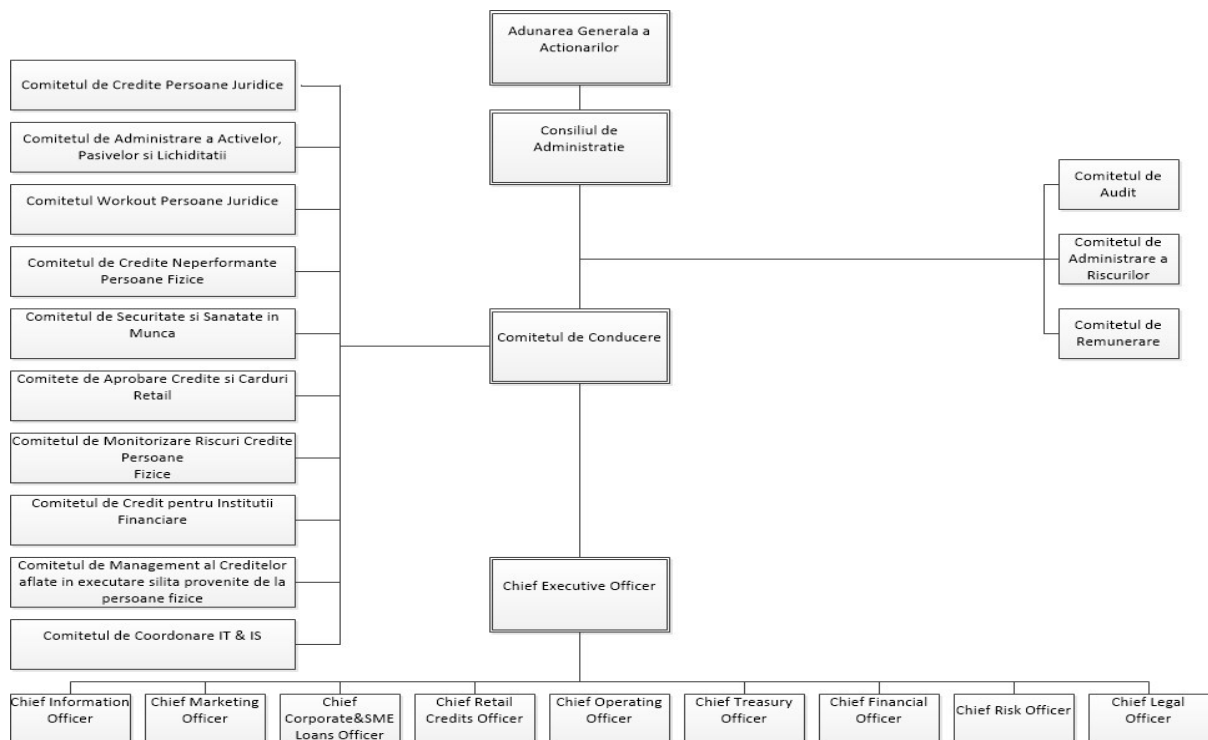 Adunarea Generala a
Actionarilor
Consiliul de
Administratie
Comitetul de Credite Persoane Juridice
Comitetul de Administrare a Activelor,
Pasivelor si Lichiditatii
Comitetul Workout Persoane Juridice
Comitetul de Credite Neperformante
Persoane Fizice
Comitetul de Securitate si Sanatate in
Munca
Comitete de Aprobare Credite si Carduri
Retail
Comitetul de Monitorizare Riscuri Credite
Persoane
Fizice
Comitetul de Credit pentru Institutii
Financiare
Comitetul de Management al Creditelor
aflate in executare silita provenite de la
persoane fizice
Comitetul de Coordonare IT & IS
Comitetul de
Audit
Comitetul de
Administrare a
Riscurilor
Comitetul de
Remunerare
Comitetul de Conducere
Chief Executive Officer
Chief Information
Officer
Chief Marketing
Officer
Chief
Corporate&SME
Loans Officer
Chief Retail
Credits Officer
Chief Operating
Officer
Chief Treasury
Officer
Chief Financial
Officer
Chief Risk Officer
Chief Legal
Officer